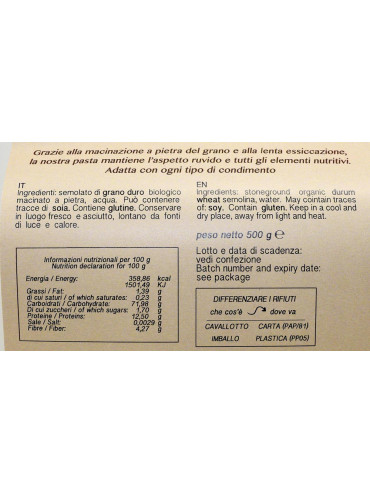 Grazie alla macinazione a pietra del grano e alla lenta essiccazione,
la nostra pasta mantiene l'aspetto ruvido e tutti gli elementi nutritivi.
Adatta con ogni tipo di condimento
IT
Ingredienti: semolato di grano duro biologico
macinato a pietra, acqua. Può contenere
tracce di soia. Contiene glutine. Conservare
in luogo fresco e asciutto, lontano da fonti
di luce e calore.
Informazioni nutrizionali per 100 g
Nutrition declaration for 100 g
Energia / Energy: 358,86 kcal
1501,49 KJ
Grassi / Fat: 1,39 g
di cui saturi / of which saturates: 0,23 g
Carboidrati / Carbohydrate: 71,98 g
Di cui zuccheri / of which sugars: 1,70 g
Proteine / Proteins: 12,50 g
Sale / Salt: 0,0029 g
Fibre / Fiber: 4,27 g
EN
Ingredients: stoneground organic durum
wheat semolina, water. May contain traces
of: soy. Contain gluten. Keep in a cool and
dry place, away from light and heat.
peso netto 500 g ℮
Lotto e data di scadenza:
vedi confezione
Batch number and expiry date:
see package
DIFFERENZIARE I RIFIUTI
che cos'è dove va
CAVALLOTTO CARTA (PAP/81)
IMBALLO PLASTICA (PP05)